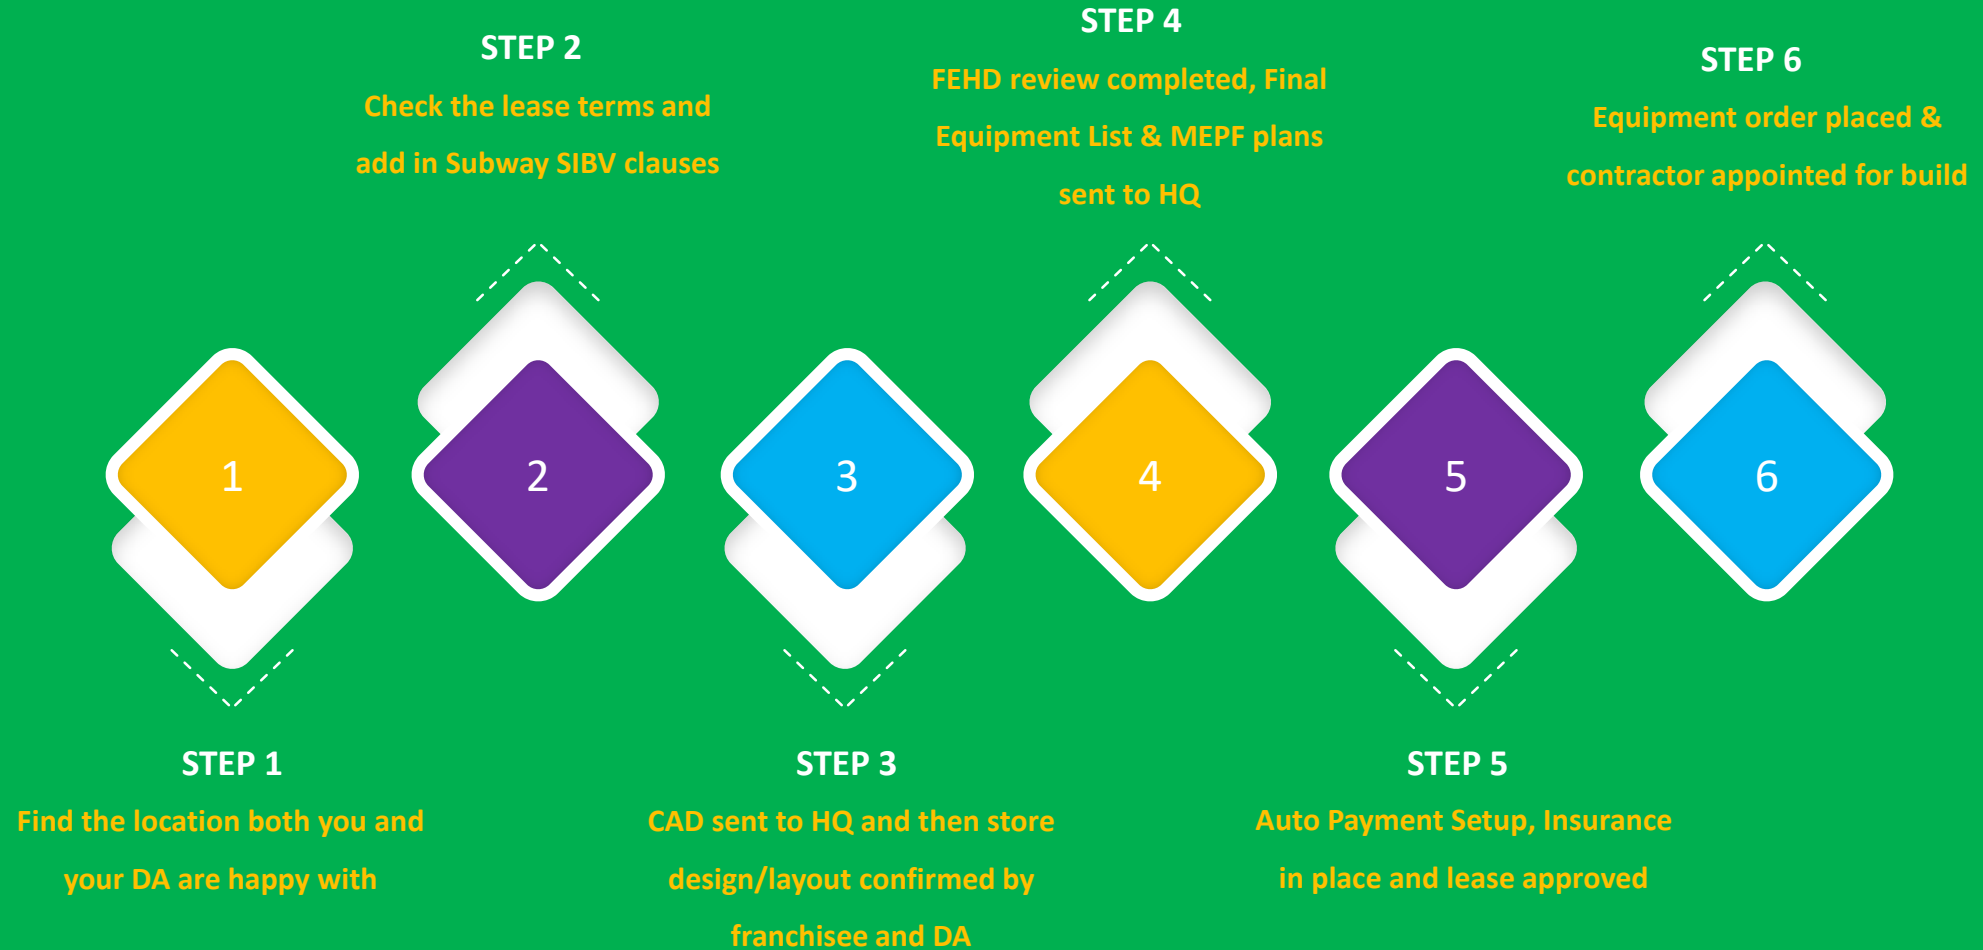 STEP 1
Find the location both you and
your DA are happy with
STEP 2
Check the lease terms and
add in Subway SIBV clauses
STEP 3
CAD sent to HQ and then store
design/layout confirmed by
franchisee and DA
STEP 4
FEHD review completed, Final
Equipment List & MEPF plans
sent to HQ
STEP 5
Auto Payment Setup, Insurance
in place and lease approved
STEP 6
Equipment order placed &
contractor appointed for build
1
2
3
4
5
6